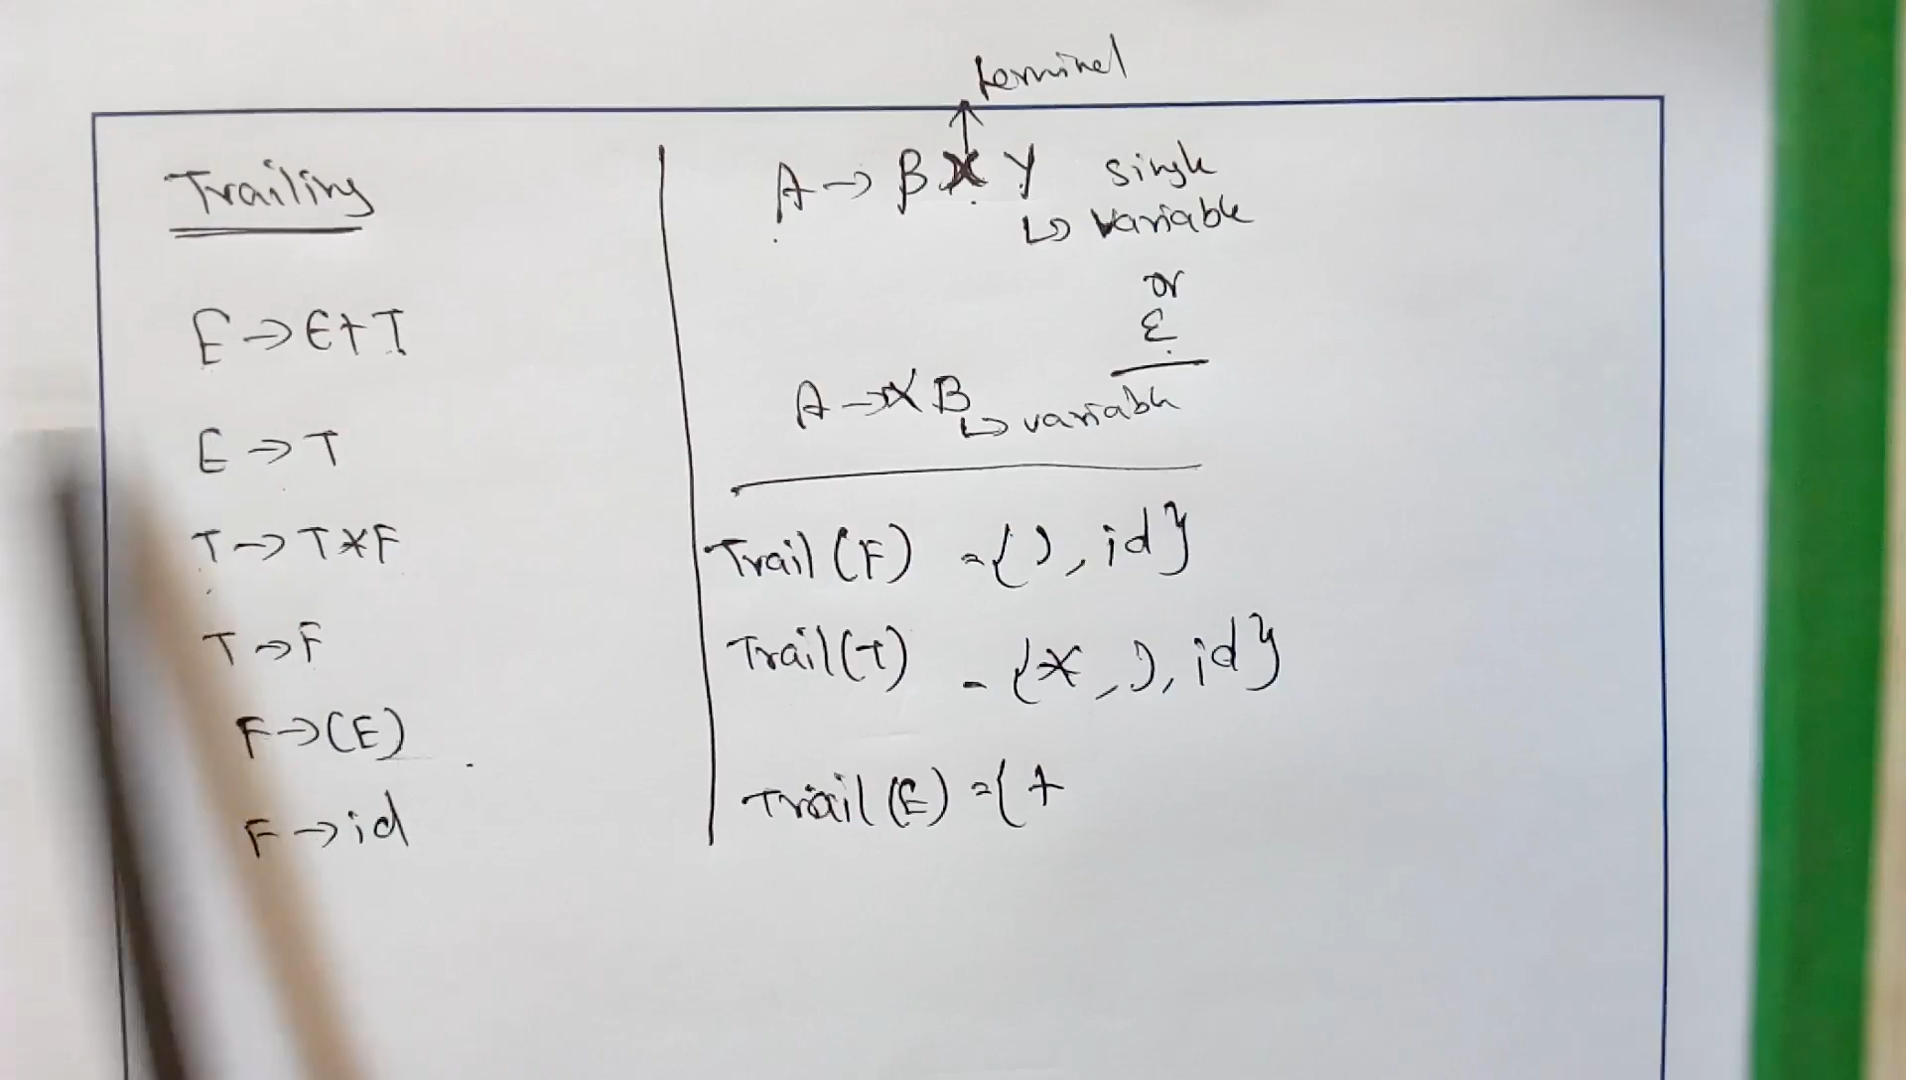 Trailing
E → E+T
E → T
T → T*F
T → F
F → (E)
F → id
terminal
A → β x γ single
↳ variable
or
ε
A → α B
↳ variable
Trail (F) = { ), id }
Trail (T) = { *, ), id }
Trail (E) = { +